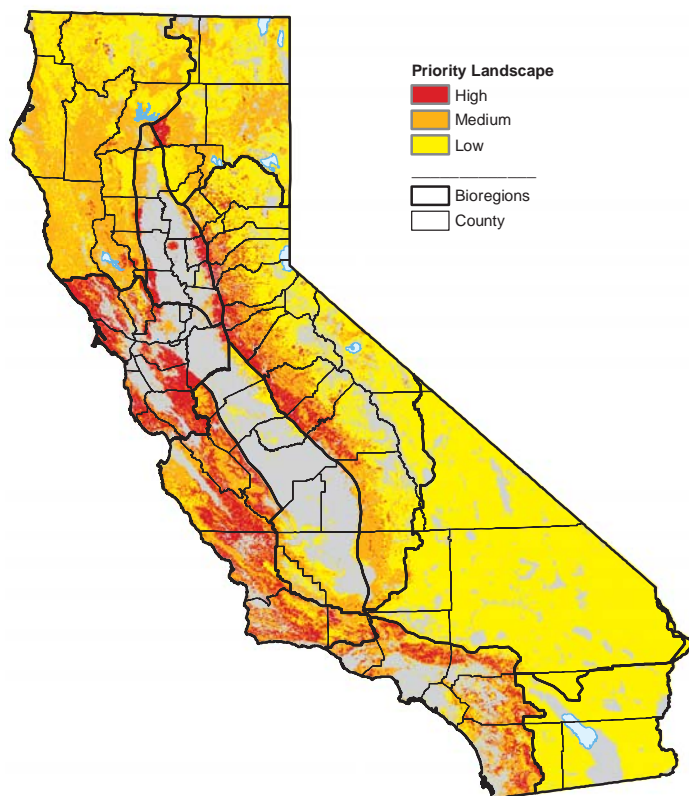 Priority Landscape
High
Medium
Low
Bioregions
County